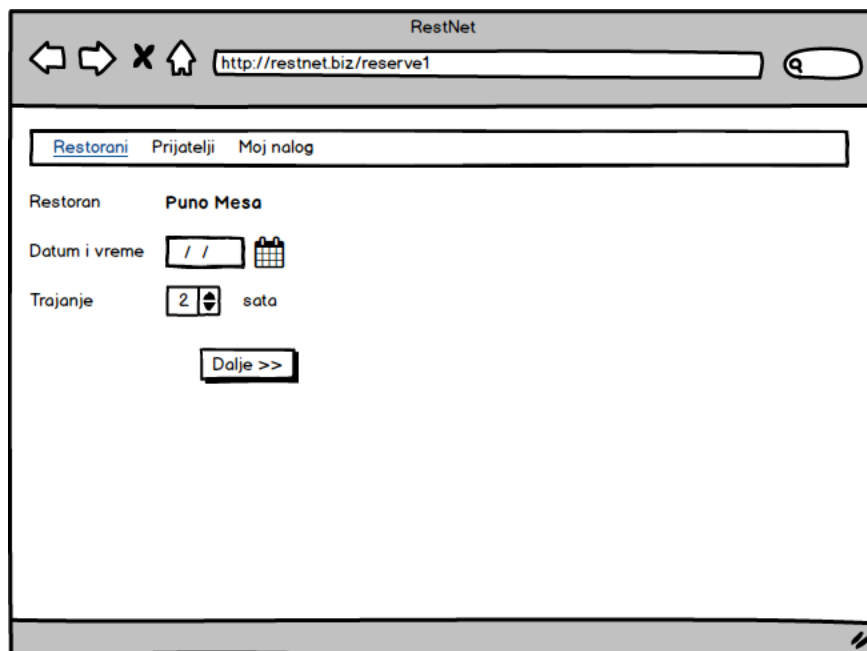 RestNet
http://restnet.biz/reserve1
Restorani Prijatelji Moj nalog
Restoran Puno Mesa
Datum i vreme / /
Trajanje 2 sata
Dalje >>